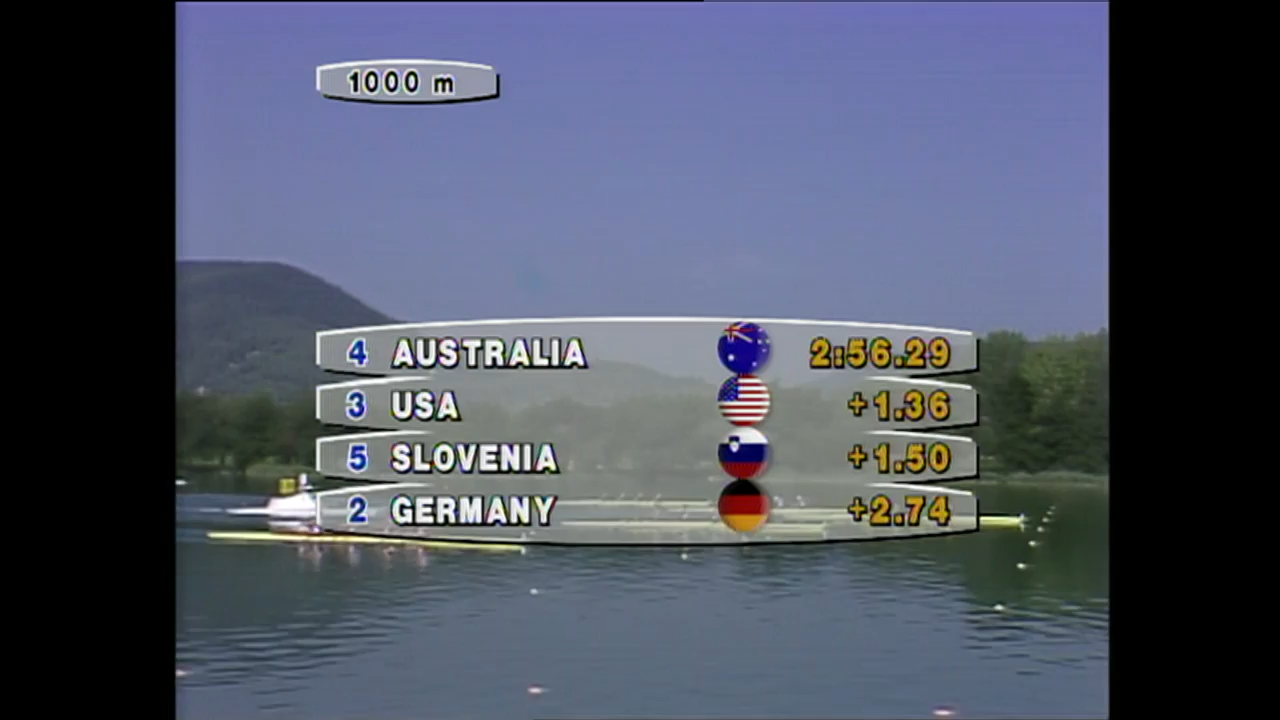 1000 m
4 AUSTRALIA 2:56.29
3 USA +1.36
5 SLOVENIA +1.50
2 GERMANY +2.74